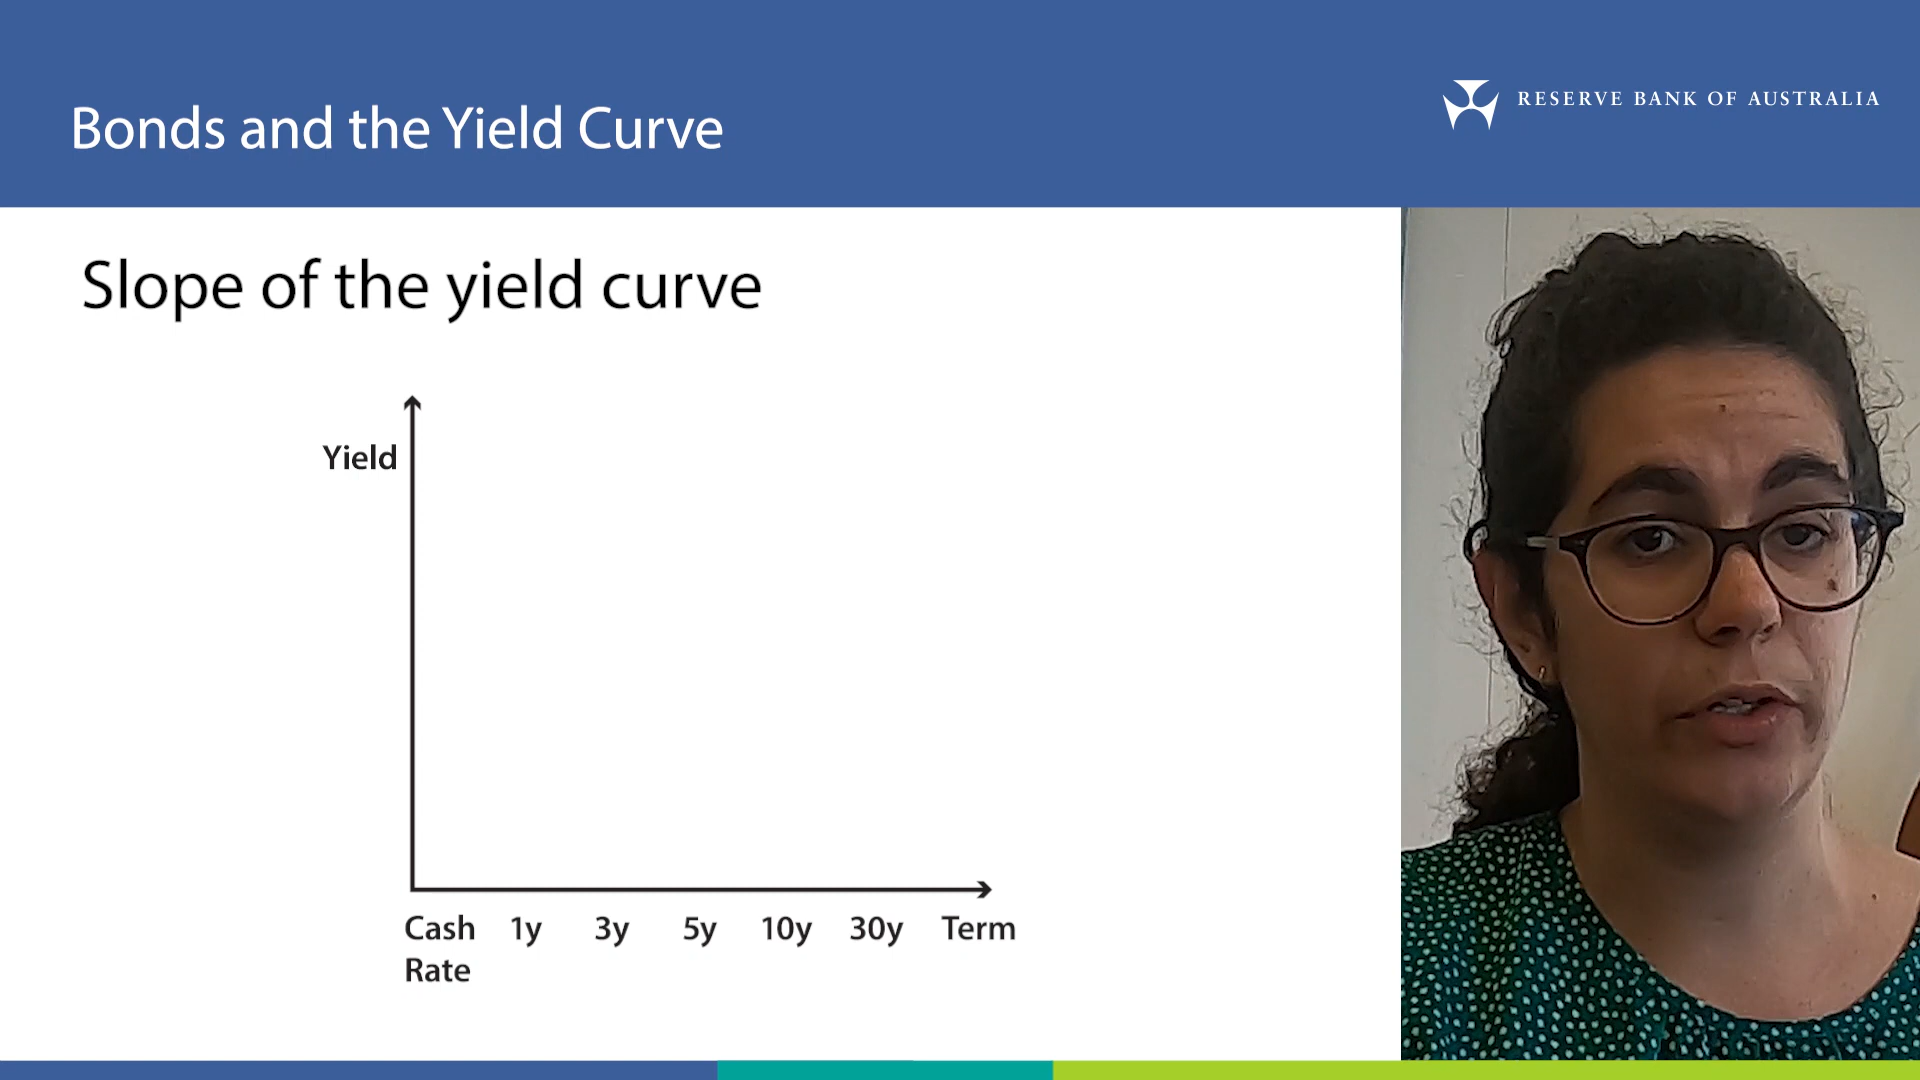 Bonds and the Yield Curve
RESERVE BANK OF AUSTRALIA
Slope of the yield curve
Yield
Cash Rate 1y 3y 5y 10y 30y Term